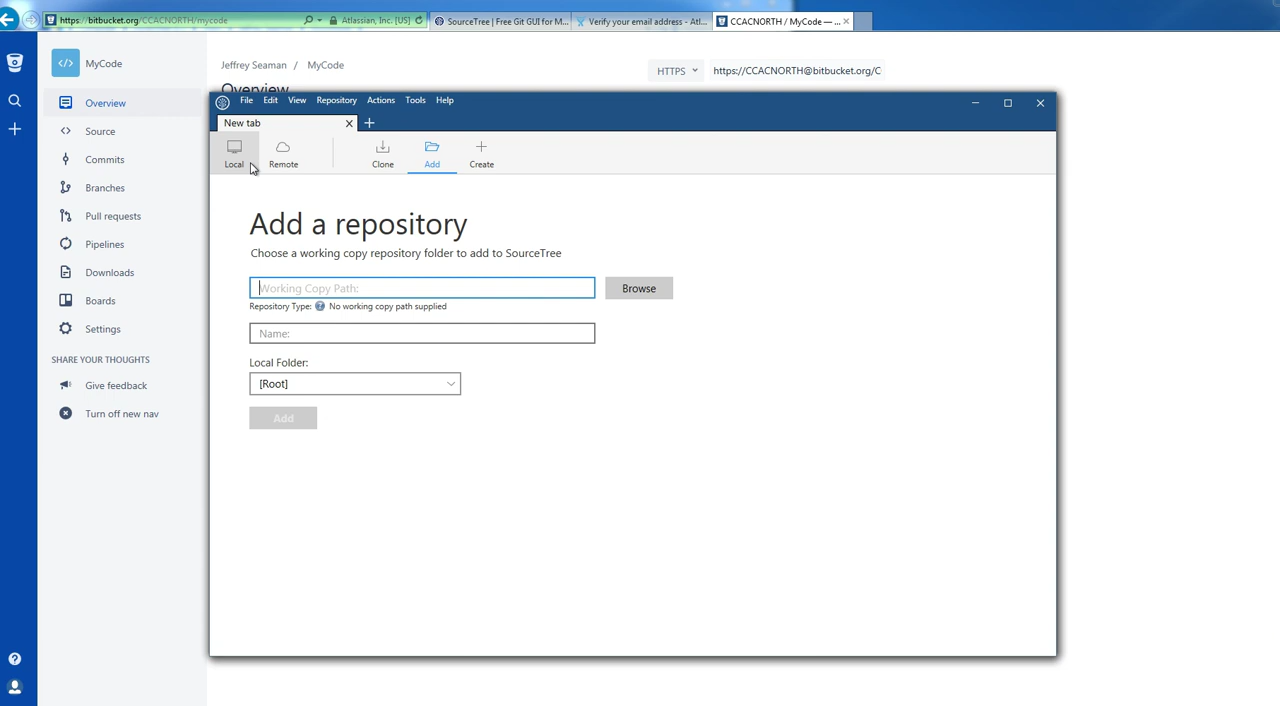 https://bitbucket.org/CCACNORTH/mycode
Atlassian, Inc. [US]
SourceTree | Free Git GUI for M...
Verify your email address - Atl...
CCACNORTH / MyCode — ...
MyCode
Overview
Source
Commits
Branches
Pull requests
Pipelines
Downloads
Boards
Settings
SHARE YOUR THOUGHTS
Give feedback
Turn off new nav
Jeffrey Seaman / MyCode
Overview
HTTPS
https://CCACNORTH@bitbucket.org/C
File Edit View Repository Actions Tools Help
New tab
Local Remote Clone Add Create
Add a repository
Choose a working copy repository folder to add to SourceTree
Working Copy Path:
Browse
Repository Type: No working copy path supplied
Name:
Local Folder:
[Root]
Add